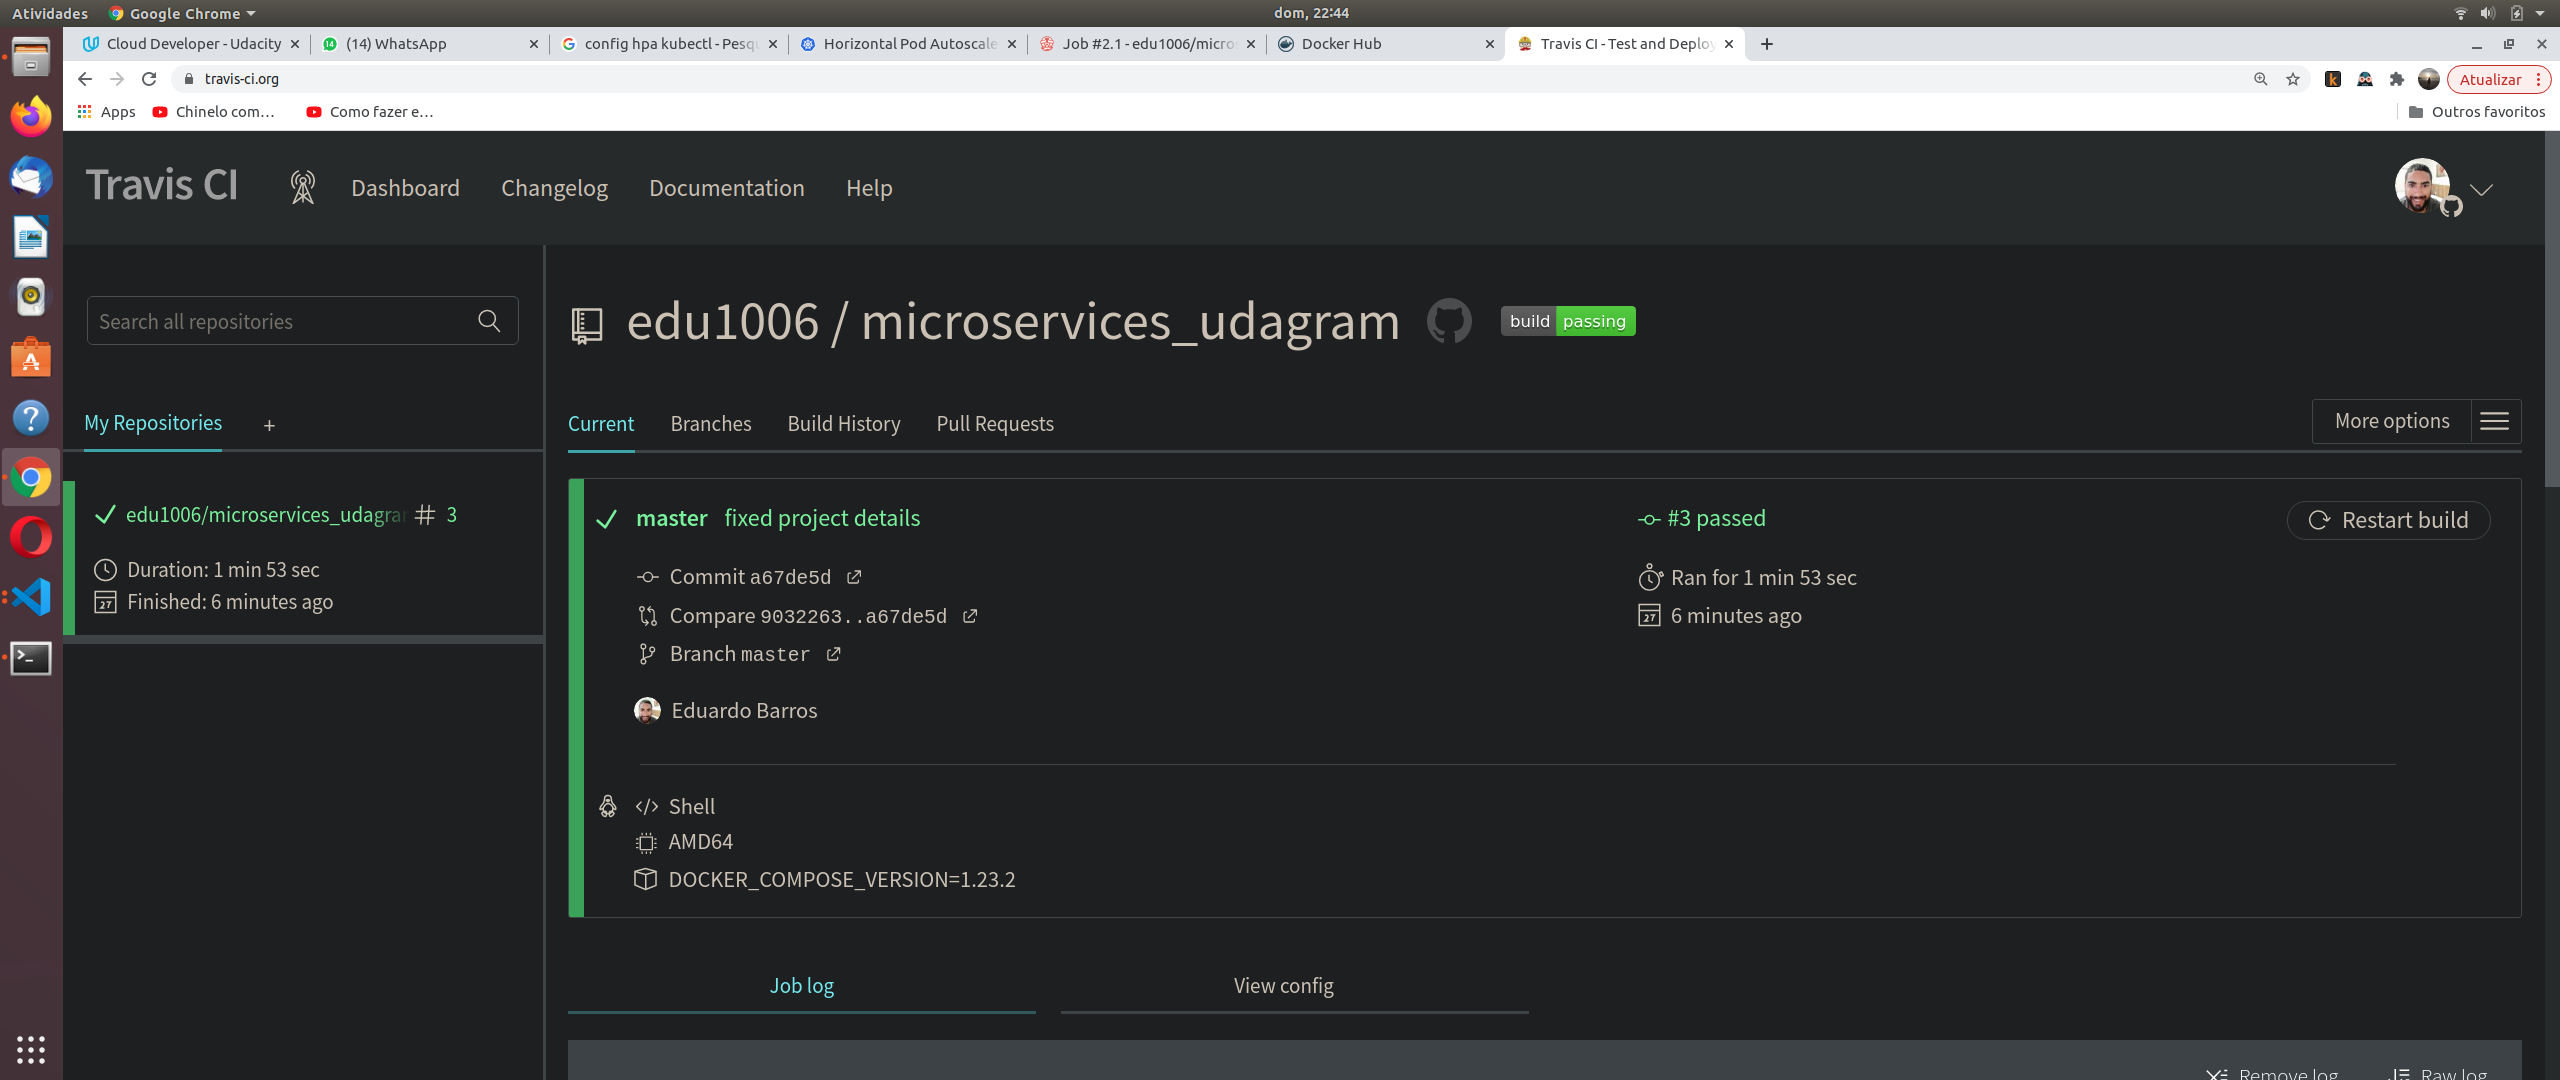 Atividades
Google Chrome
dom, 22:44
Cloud Developer - Udacity
(14) WhatsApp
config hpa kubectl - Pesq
Horizontal Pod Autoscale
Job #2.1 - edu1006/micro
Docker Hub
Travis CI - Test and Deploy
travis-ci.org
Atualizar
Apps
Chinelo com...
Como fazer e...
Outros favoritos
Travis CI
Dashboard
Changelog
Documentation
Help
Search all repositories
edu1006 / microservices_udagram
build passing
My Repositories +
Current
Branches
Build History
Pull Requests
More options
edu1006/microservices_udagra # 3
Duration: 1 min 53 sec
Finished: 6 minutes ago
master fixed project details
#3 passed
Restart build
Commit a67de5d
Ran for 1 min 53 sec
Compare 9032263..a67de5d
6 minutes ago
Branch master
Eduardo Barros
</> Shell
AMD64
DOCKER_COMPOSE_VERSION=1.23.2
Job log
View config
Remove log
Raw log